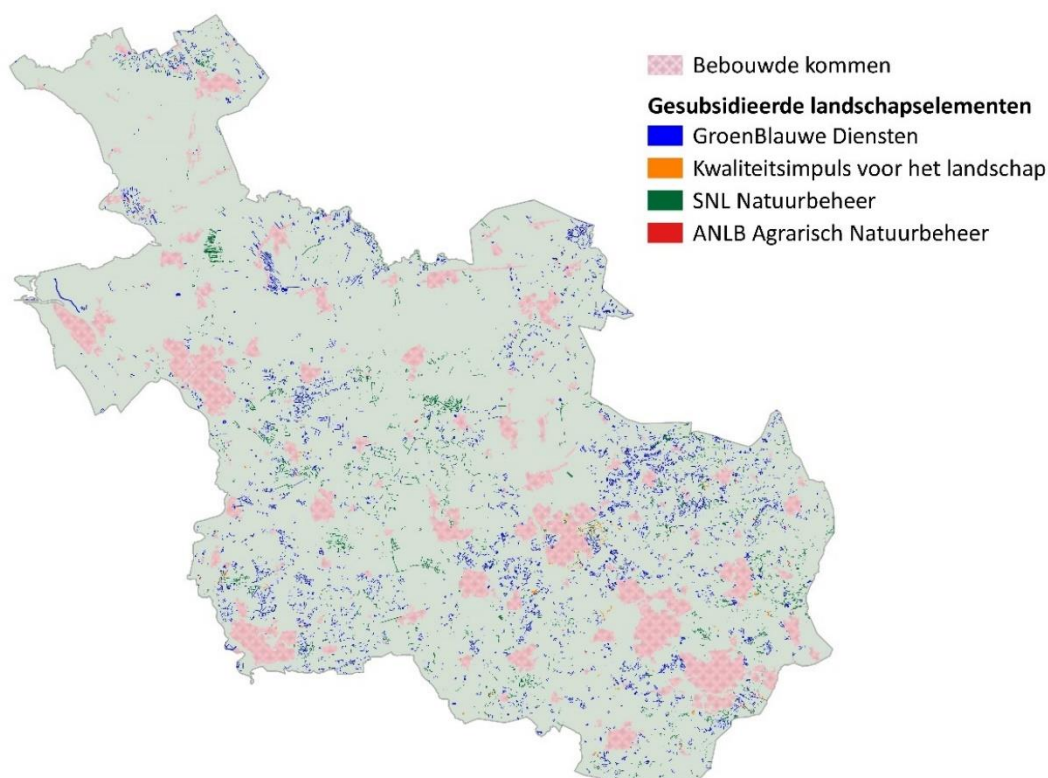 Bebouwde kommen
Gesubsidieerde landschapselementen
GroenBlauwe Diensten
Kwaliteitsimpuls voor het landschap
SNL Natuurbeheer
ANLB Agrarisch Natuurbeheer